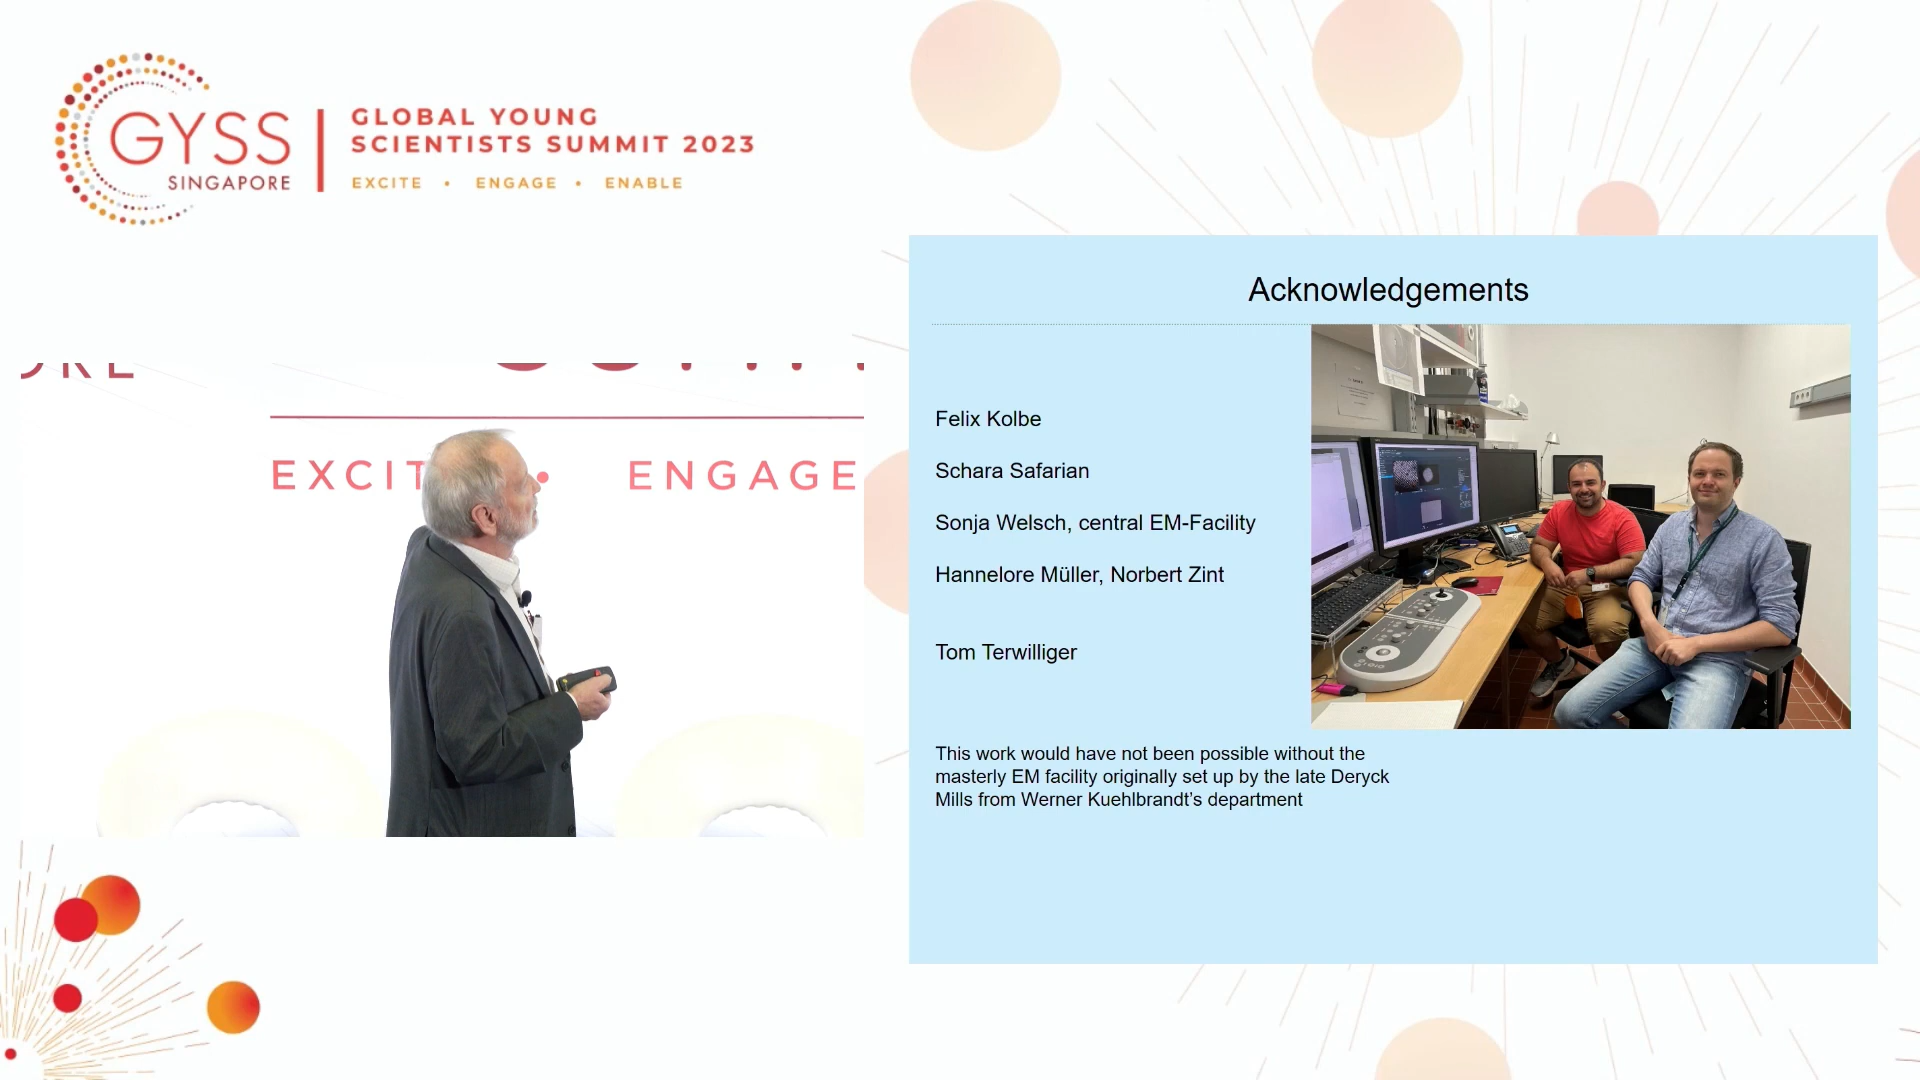 GYSS
SINGAPORE
GLOBAL YOUNG
SCIENTISTS SUMMIT 2023
EXCITE • ENGAGE • ENABLE
EXCIT • ENGAGE
Acknowledgements
Felix Kolbe
Schara Safarian
Sonja Welsch, central EM-Facility
Hannelore Müller, Norbert Zint
Tom Terwilliger
This work would have not been possible without the
masterly EM facility originally set up by the late Deryck
Mills from Werner Kuehlbrandt's department